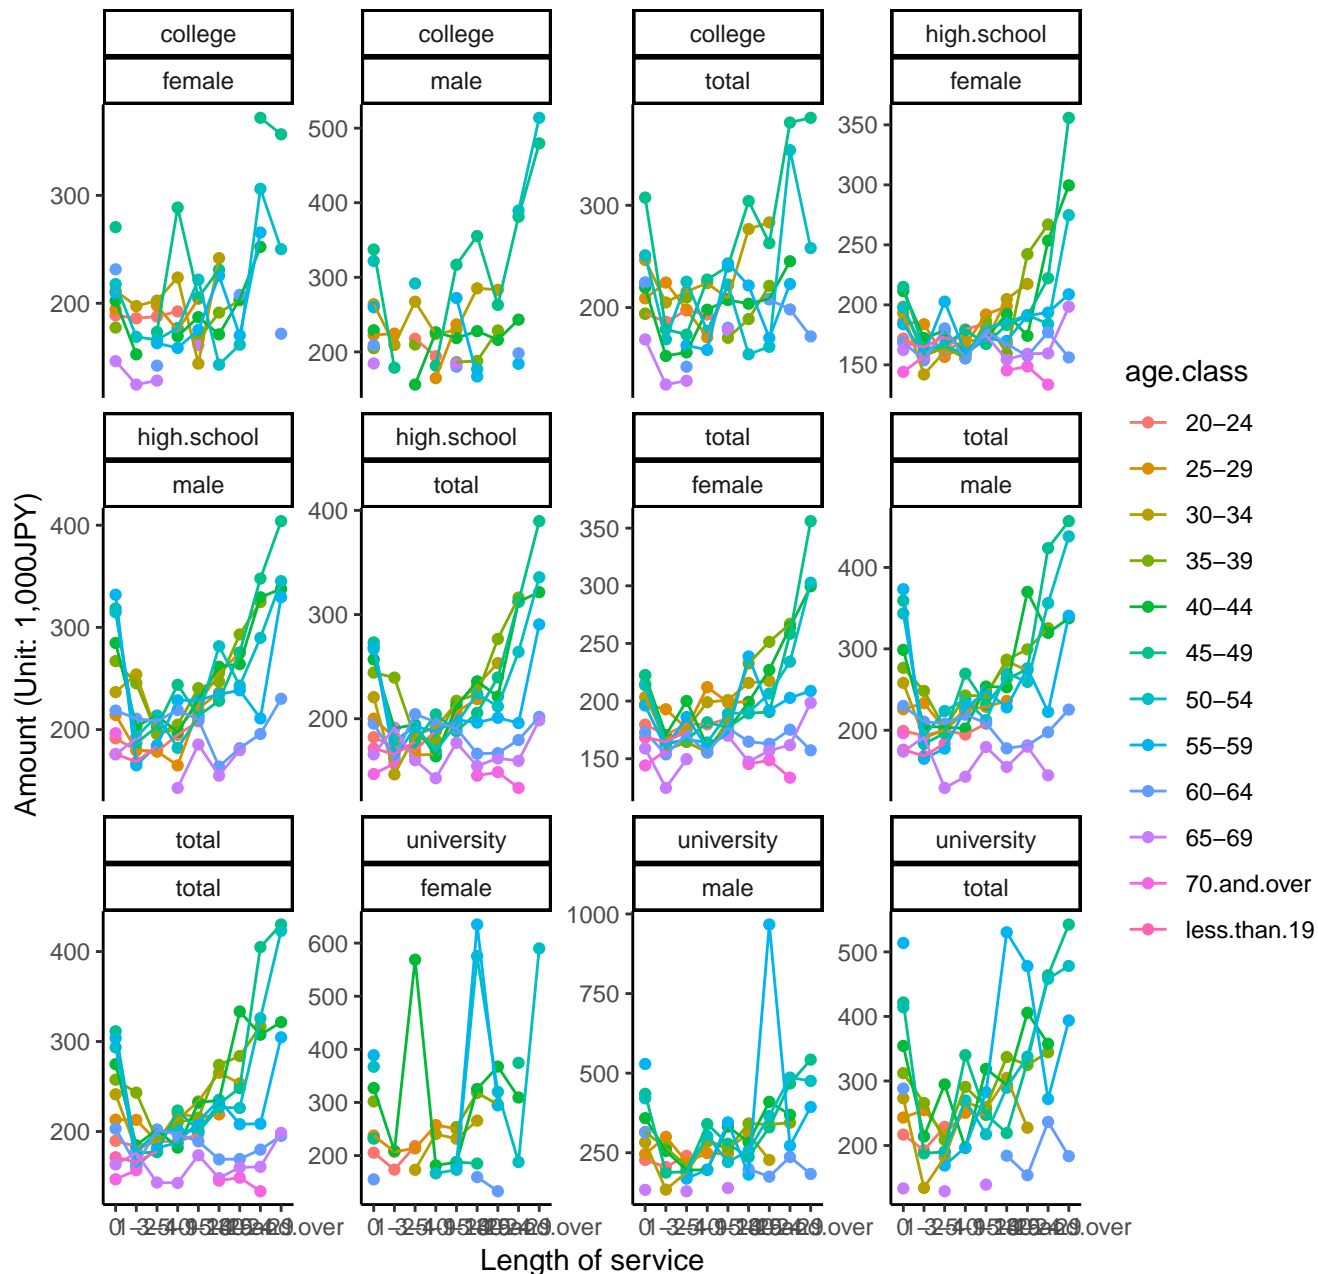 college
college
college
high.school
female
male
total
female
300
200
500
400
300
200
300
200
350
300
250
200
150
high.school
high.school
total
total
male
total
female
male
400
300
200
400
300
200
350
300
250
200
150
400
300
200
total
university
university
university
total
female
male
total
400
300
200
600
500
400
300
200
1000
750
500
250
500
400
300
200
Amount (Unit: 1,000JPY)
Length of service
age.class
20−24
25−29
30−34
35−39
40−44
45−49
50−54
55−59
60−64
65−69
70.and.over
less.than.19